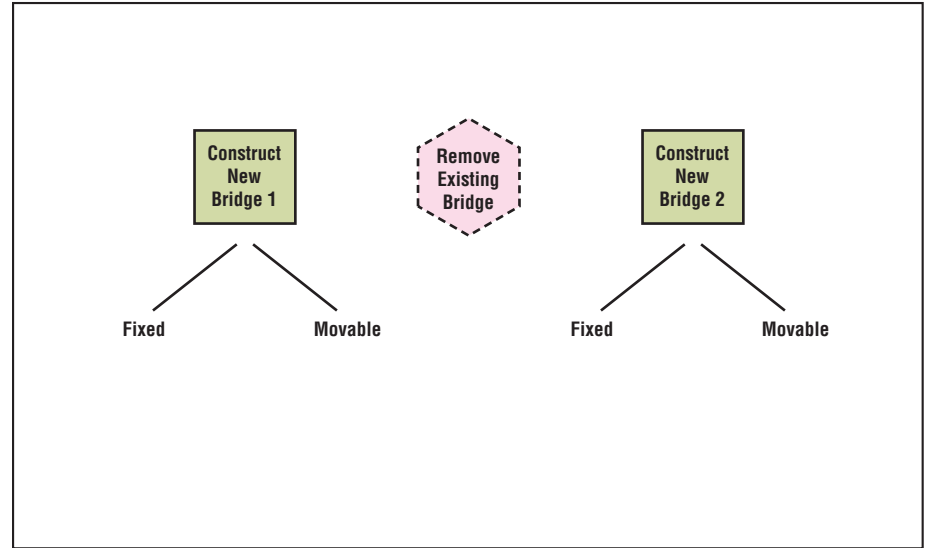 Construct
New
Bridge 1
Remove
Existing
Bridge
Construct
New
Bridge 2
Fixed
Movable
Fixed
Movable